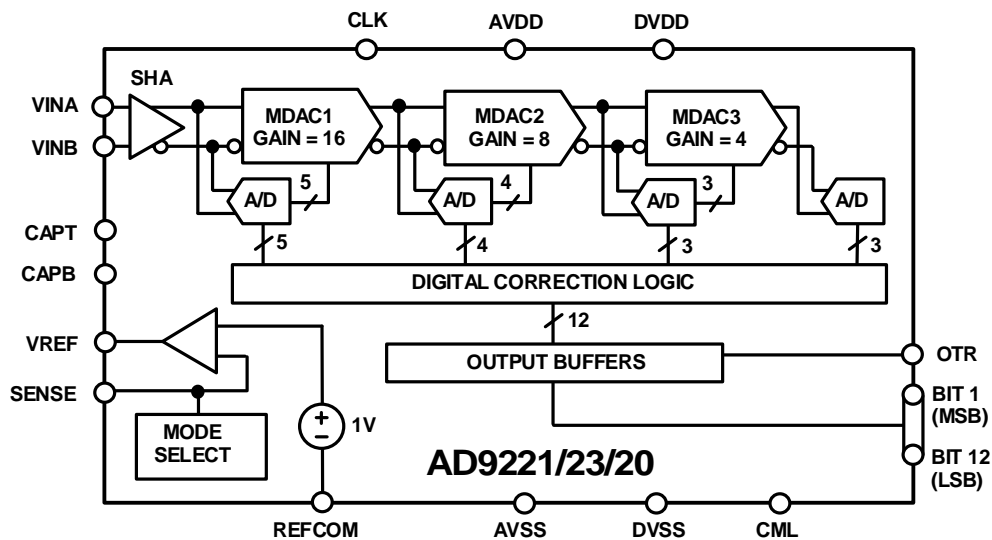 CLK
AVDD
DVDD
SHA
VINA
VINB
MDAC1
GAIN = 16
MDAC2
GAIN = 8
MDAC3
GAIN = 4
5
4
3
A/D
A/D
A/D
A/D
5
4
3
3
CAPT
CAPB
DIGITAL CORRECTION LOGIC
12
VREF
SENSE
OUTPUT BUFFERS
OTR
BIT 1
(MSB)
MODE
SELECT
+
–
1V
BIT 12
(LSB)
AD9221/23/20
REFCOM
AVSS
DVSS
CML